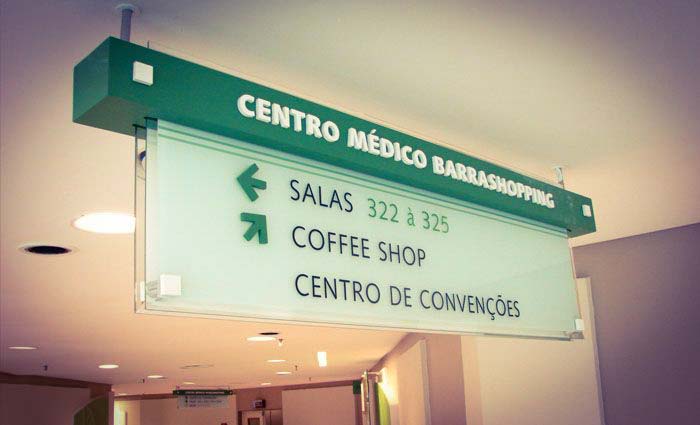 CENTRO MÉDICO BARRASHOPPING
SALAS 322 à 325
COFFEE SHOP
CENTRO DE CONVENÇÕES